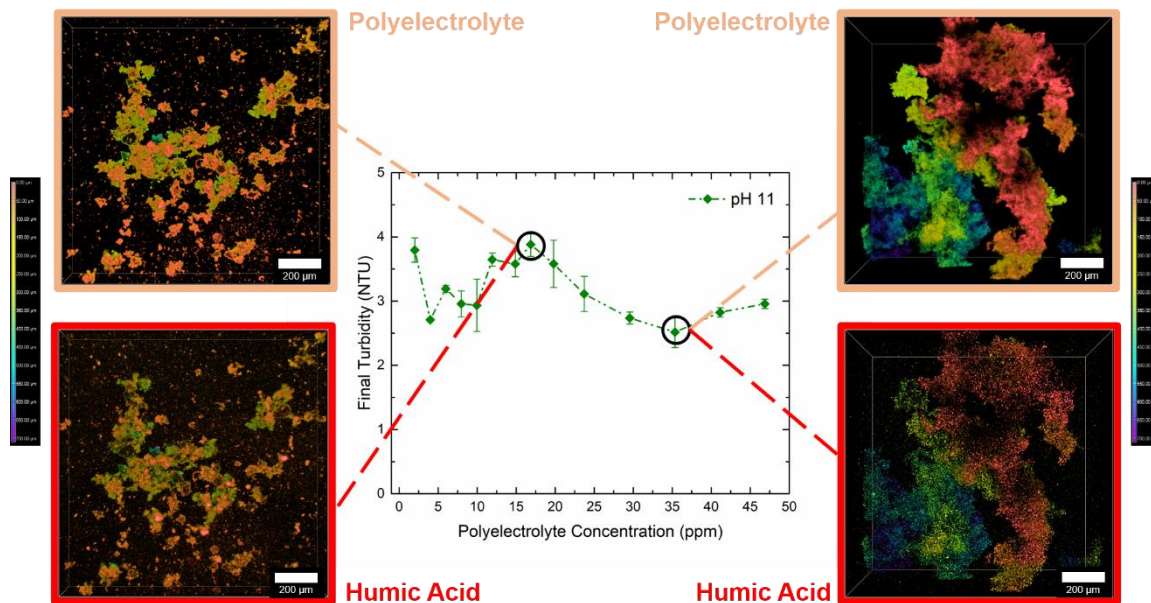 Polyelectrolyte
Polyelectrolyte
200 µm
200 µm
5
4
3
2
1
0
Final Turbidity (NTU)
pH 11
0 5 10 15 20 25 30 35 40 45 50
Polyelectrolyte Concentration (ppm)
200 µm
200 µm
Humic Acid
Humic Acid